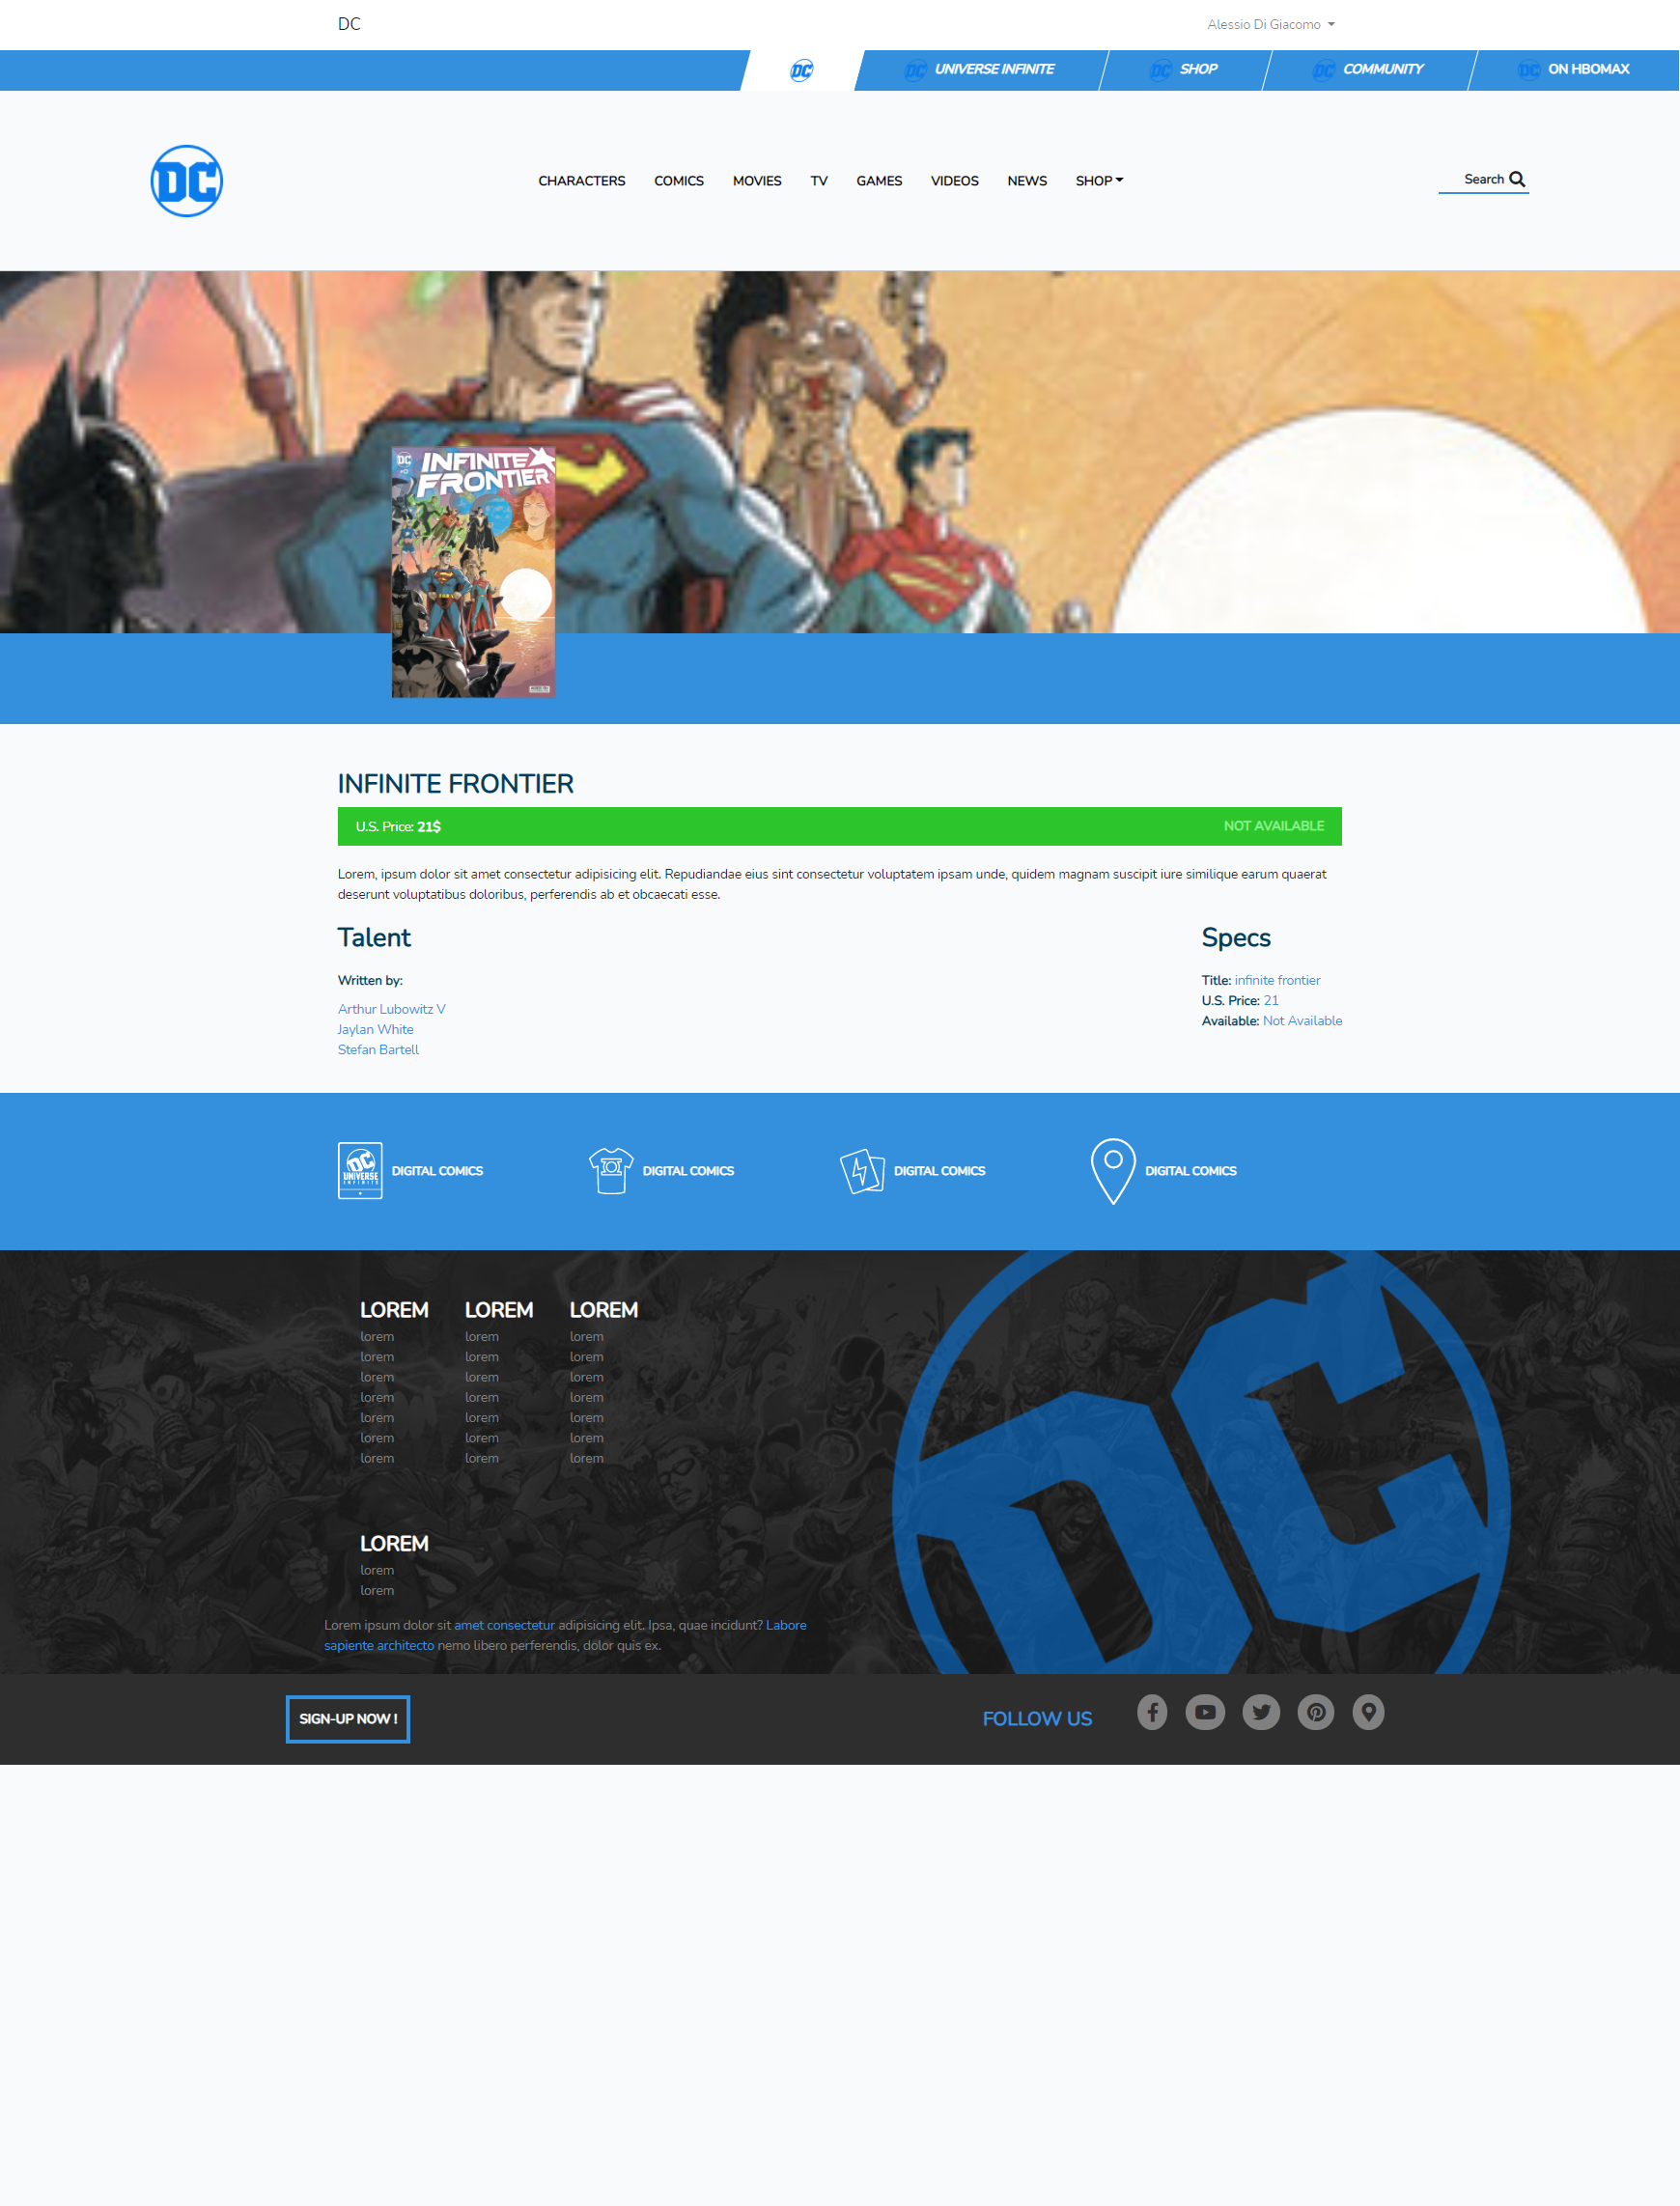 DC
Alessio Di Giacomo
DC
DC UNIVERSE INFINITE
DC SHOP
DC COMMUNITY
DC ON HBOMAX
DC
CHARACTERS COMICS MOVIES TV GAMES VIDEOS NEWS SHOP
Search
DC
INFINITE
FRONTIER
INFINITE FRONTIER
U.S. Price: 21$
NOT AVAILABLE
Lorem, ipsum dolor sit amet consectetur adipisicing elit. Repudiandae eius sint consectetur voluptatem ipsam unde, quidem magnam suscipit iure similique earum quaerat
deserunt voluptatibus doloribus, perferendis ab et obcaecati esse.
Talent
Written by:
Arthur Lubowitz V
Jaylan White
Stefan Bartell
Specs
Title: infinite frontier
U.S. Price: 21
Available: Not Available
DC
UNIVERSE
INFINITE
DIGITAL COMICS
DIGITAL COMICS
DIGITAL COMICS
DIGITAL COMICS
LOREM
lorem
lorem
lorem
lorem
lorem
lorem
lorem
LOREM
lorem
lorem
lorem
lorem
lorem
lorem
lorem
LOREM
lorem
lorem
lorem
lorem
lorem
lorem
lorem
LOREM
lorem
lorem
Lorem ipsum dolor sit amet consectetur adipisicing elit. Ipsa, quae incidunt? Labore
sapiente architecto nemo libero perferendis, dolor quis ex.
DC
SIGN-UP NOW !
FOLLOW US